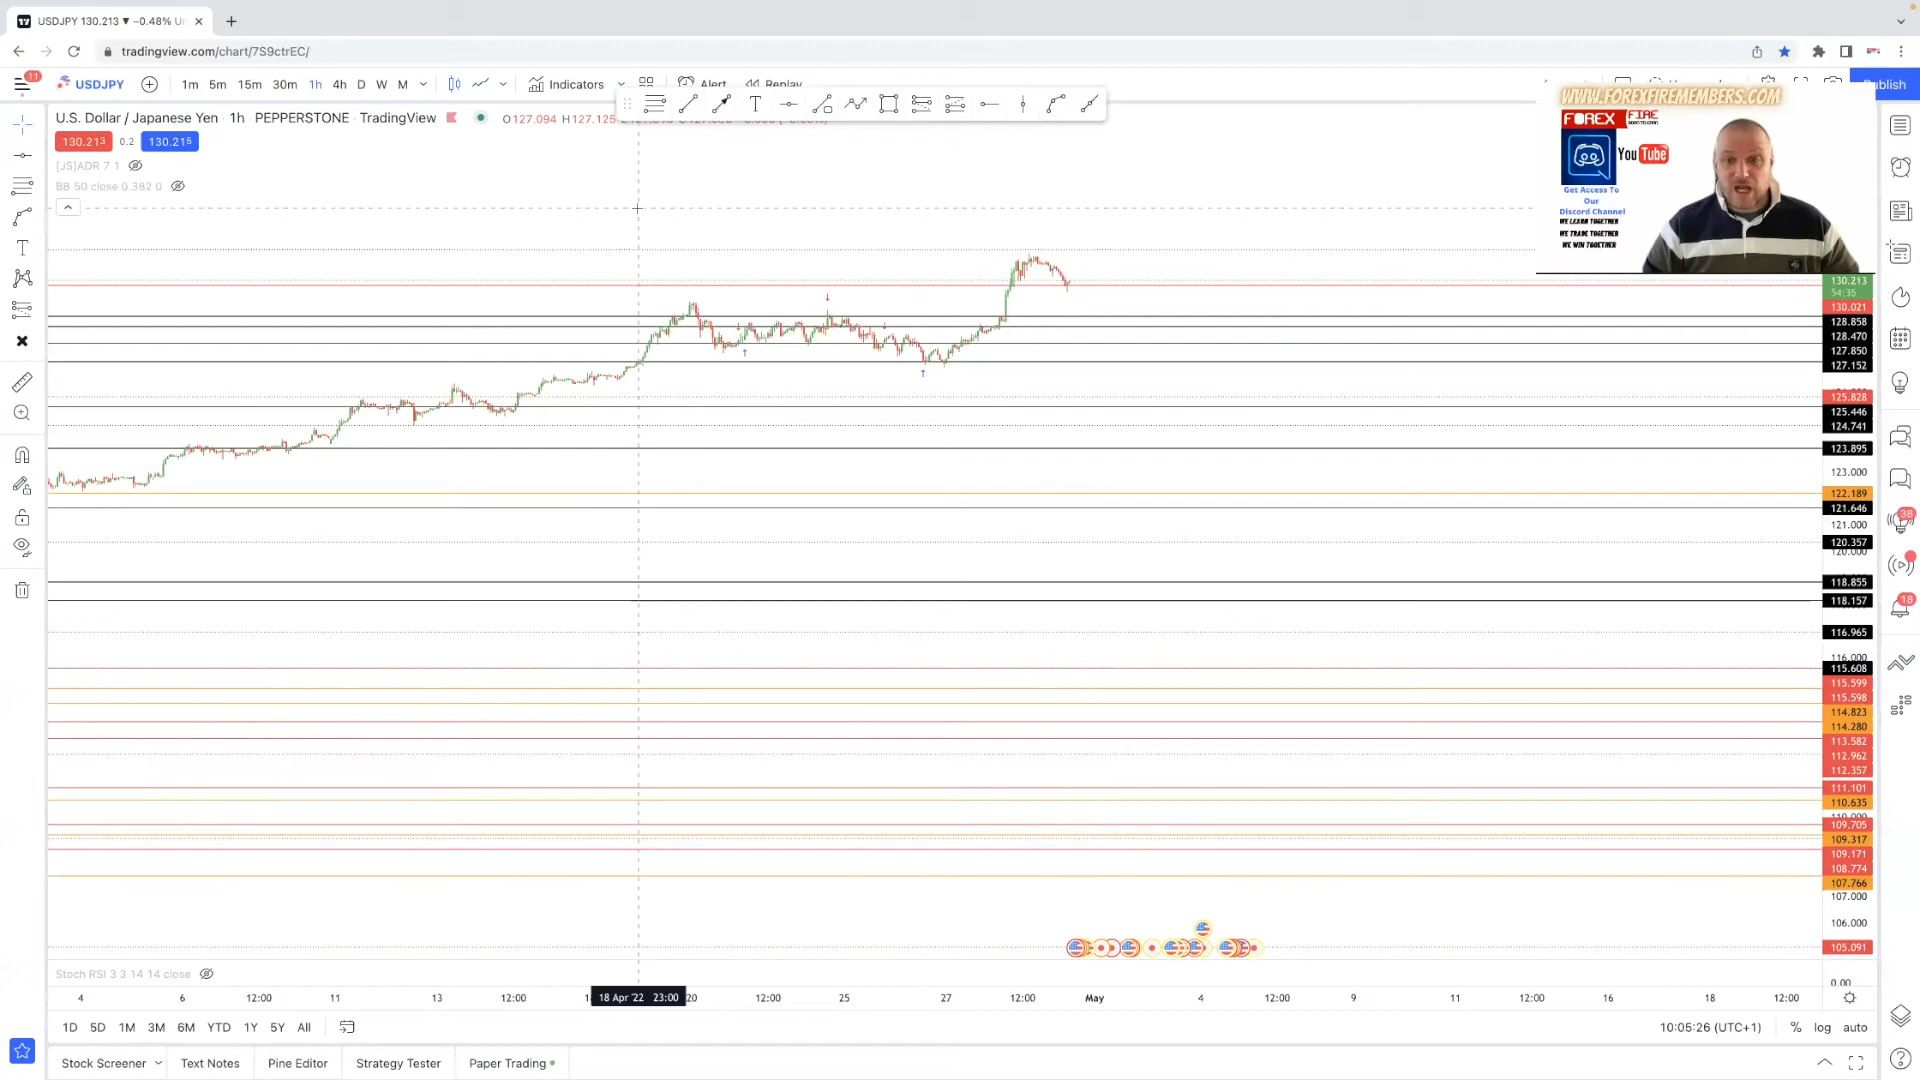 USDJPY 130.213 ▼ −0.48% Un
tradingview.com/chart/7S9ctrEC/
11
USDJPY
1m 5m 15m 30m 1h 4h D W M
Indicators
Alert
Replay
Publish
U.S. Dollar / Japanese Yen · 1h · PEPPERSTONE · TradingView
O127.094 H127.125
130.213 0.2 130.215
[JS]ADR 7 1
BB 50 close 0.382 0
WWW.FOREXFIREMEMBERS.COM
FOREX FIRE
YouTube
Get Access To
Our
Discord Channel
WE LEARN TOGETHER
WE TRADE TOGETHER
WE WIN TOGETHER
130.213
54:35
130.021
128.858
128.470
127.850
127.152
125.828
125.446
124.741
123.895
123.000
122.189
121.646
121.000
120.357
120.000
118.855
118.157
116.965
116.000
115.608
115.599
115.598
114.823
114.280
113.582
112.962
112.357
111.101
110.635
110.000
109.705
109.317
109.171
108.774
107.766
107.000
106.000
105.091
0.00
38
18
Stoch RSI 3 3 14 14 close
4 6 12:00 11 13 12:00 18 Apr '22 23:00 20 12:00 25 27 12:00 May 4 12:00 9 11 12:00 16 18 12:00
1D 5D 1M 3M 6M YTD 1Y 5Y All
10:05:26 (UTC+1) % log auto
Stock Screener Text Notes Pine Editor Strategy Tester Paper Trading